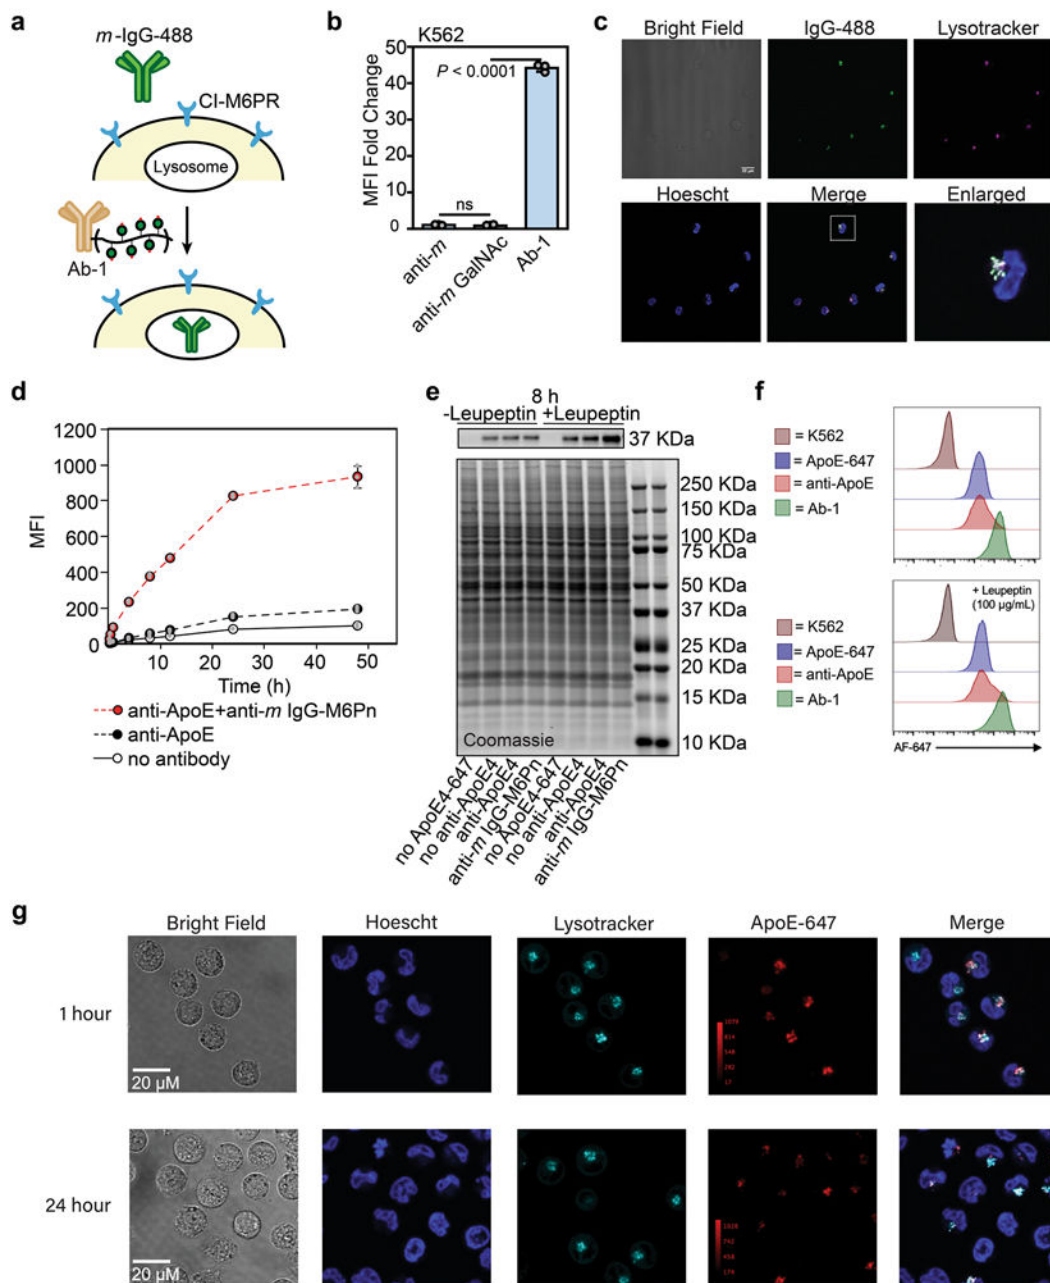 a
m-IgG-488
CI-M6PR
Lysosome
Ab-1
b
K562
MFI Fold Change
50
40
30
20
10
0
P < 0.0001
ns
anti-m
anti-m GalNAc
Ab-1
c
Bright Field
IgG-488
Lysotracker
Hoescht
Merge
Enlarged
d
MFI
1200
1000
800
600
400
200
0
0 10 20 30 40 50
Time (h)
anti-ApoE+anti-m IgG-M6Pn
anti-ApoE
no antibody
e
8 h
-Leupeptin
+Leupeptin
37 KDa
250 KDa
150 KDa
100 KDa
75 KDa
50 KDa
37 KDa
25 KDa
20 KDa
15 KDa
10 KDa
Coomassie
no ApoE4-647
no anti-ApoE4
anti-ApoE4
anti-m IgG-M6Pn
no ApoE4-647
no anti-ApoE4
anti-ApoE4
anti-m IgG-M6Pn
f
= K562
= ApoE-647
= anti-ApoE
= Ab-1
+ Leupeptin
(100 µg/mL)
= K562
= ApoE-647
= anti-ApoE
= Ab-1
AF-647
g
Bright Field
Hoescht
Lysotracker
ApoE-647
Merge
1 hour
20 µM
24 hour
20 µM